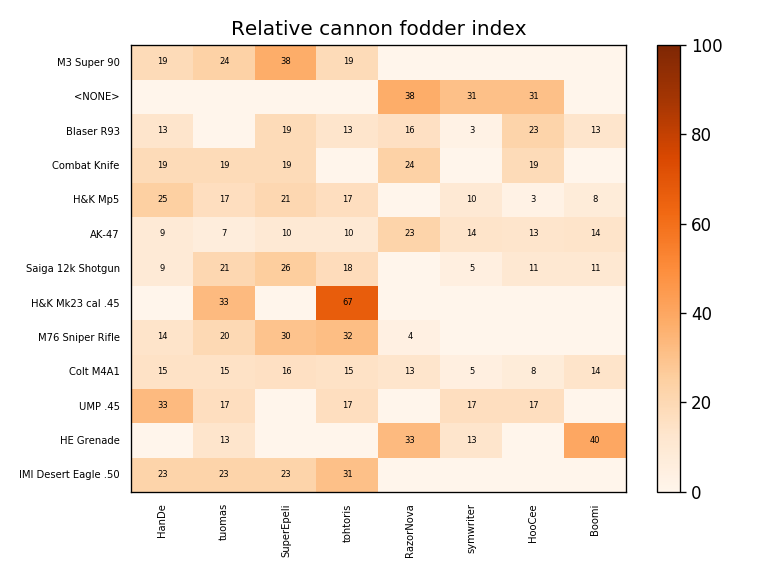 Relative cannon fodder index
M3 Super 90 19 24 38 19
<NONE> 38 31 31
Blaser R93 13 19 13 16 3 23 13
Combat Knife 19 19 19 24 19
H&K Mp5 25 17 21 17 10 3 8
AK-47 9 7 10 10 23 14 13 14
Saiga 12k Shotgun 9 21 26 18 5 11 11
H&K Mk23 cal .45 33 67
M76 Sniper Rifle 14 20 30 32 4
Colt M4A1 15 15 16 15 13 5 8 14
UMP .45 33 17 17 17 17
HE Grenade 13 33 13 40
IMI Desert Eagle .50 23 23 23 31
HanDe tuomas SuperEpeli tohtoris RazorNova symwriter HooCee Boomi
100
80
60
40
20
0